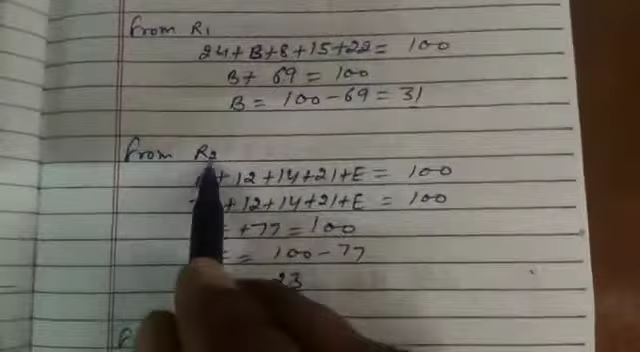 From R1
24 + B + 8 + 15 + 22 = 100
B + 69 = 100
B = 100 - 69 = 31
From R2
+ 12 + 14 + 21 + E = 100
+ 12 + 14 + 21 + E = 100
+ 77 = 100
= 100 - 77
23